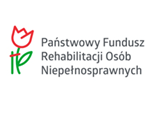 Państwowy Fundusz
Rehabilitacji Osób
Niepełnosprawnych